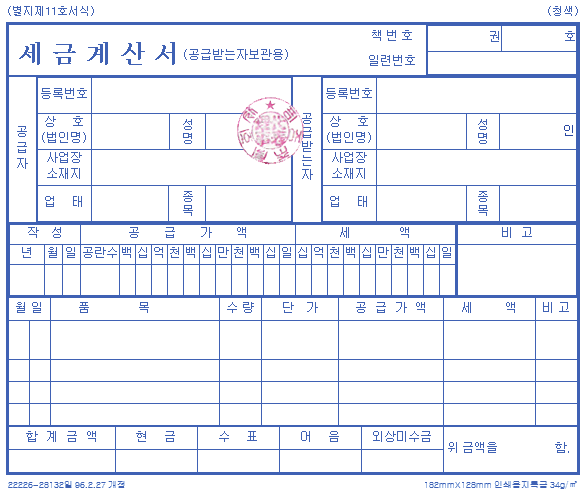 (별지제11호서식) (청색)
세금계산서 (공급받는자보관용) 책 번 호 권 호
일련번호
공급자 등록번호 공급받는자 등록번호
상 호 (법인명) 성명 상 호 (법인명) 성명 인
사업장 소재지 사업장 소재지
업 태 종목 업 태 종목
작 성 공 급 가 액 세 액 비 고
년 월 일 공란수 백 십 억 천 백 십 만 천 백 십 일 십 억 천 백 십 만 천 백 십 일
월 일 품 목 수 량 단 가 공 급 가 액 세 액 비 고
합 계 금 액 현 금 수 표 어 음 외상미수금 위 금액을 함.
22226-28132일 96.2.27 개정 182mmX128mm 인쇄용지특급 34g/㎡